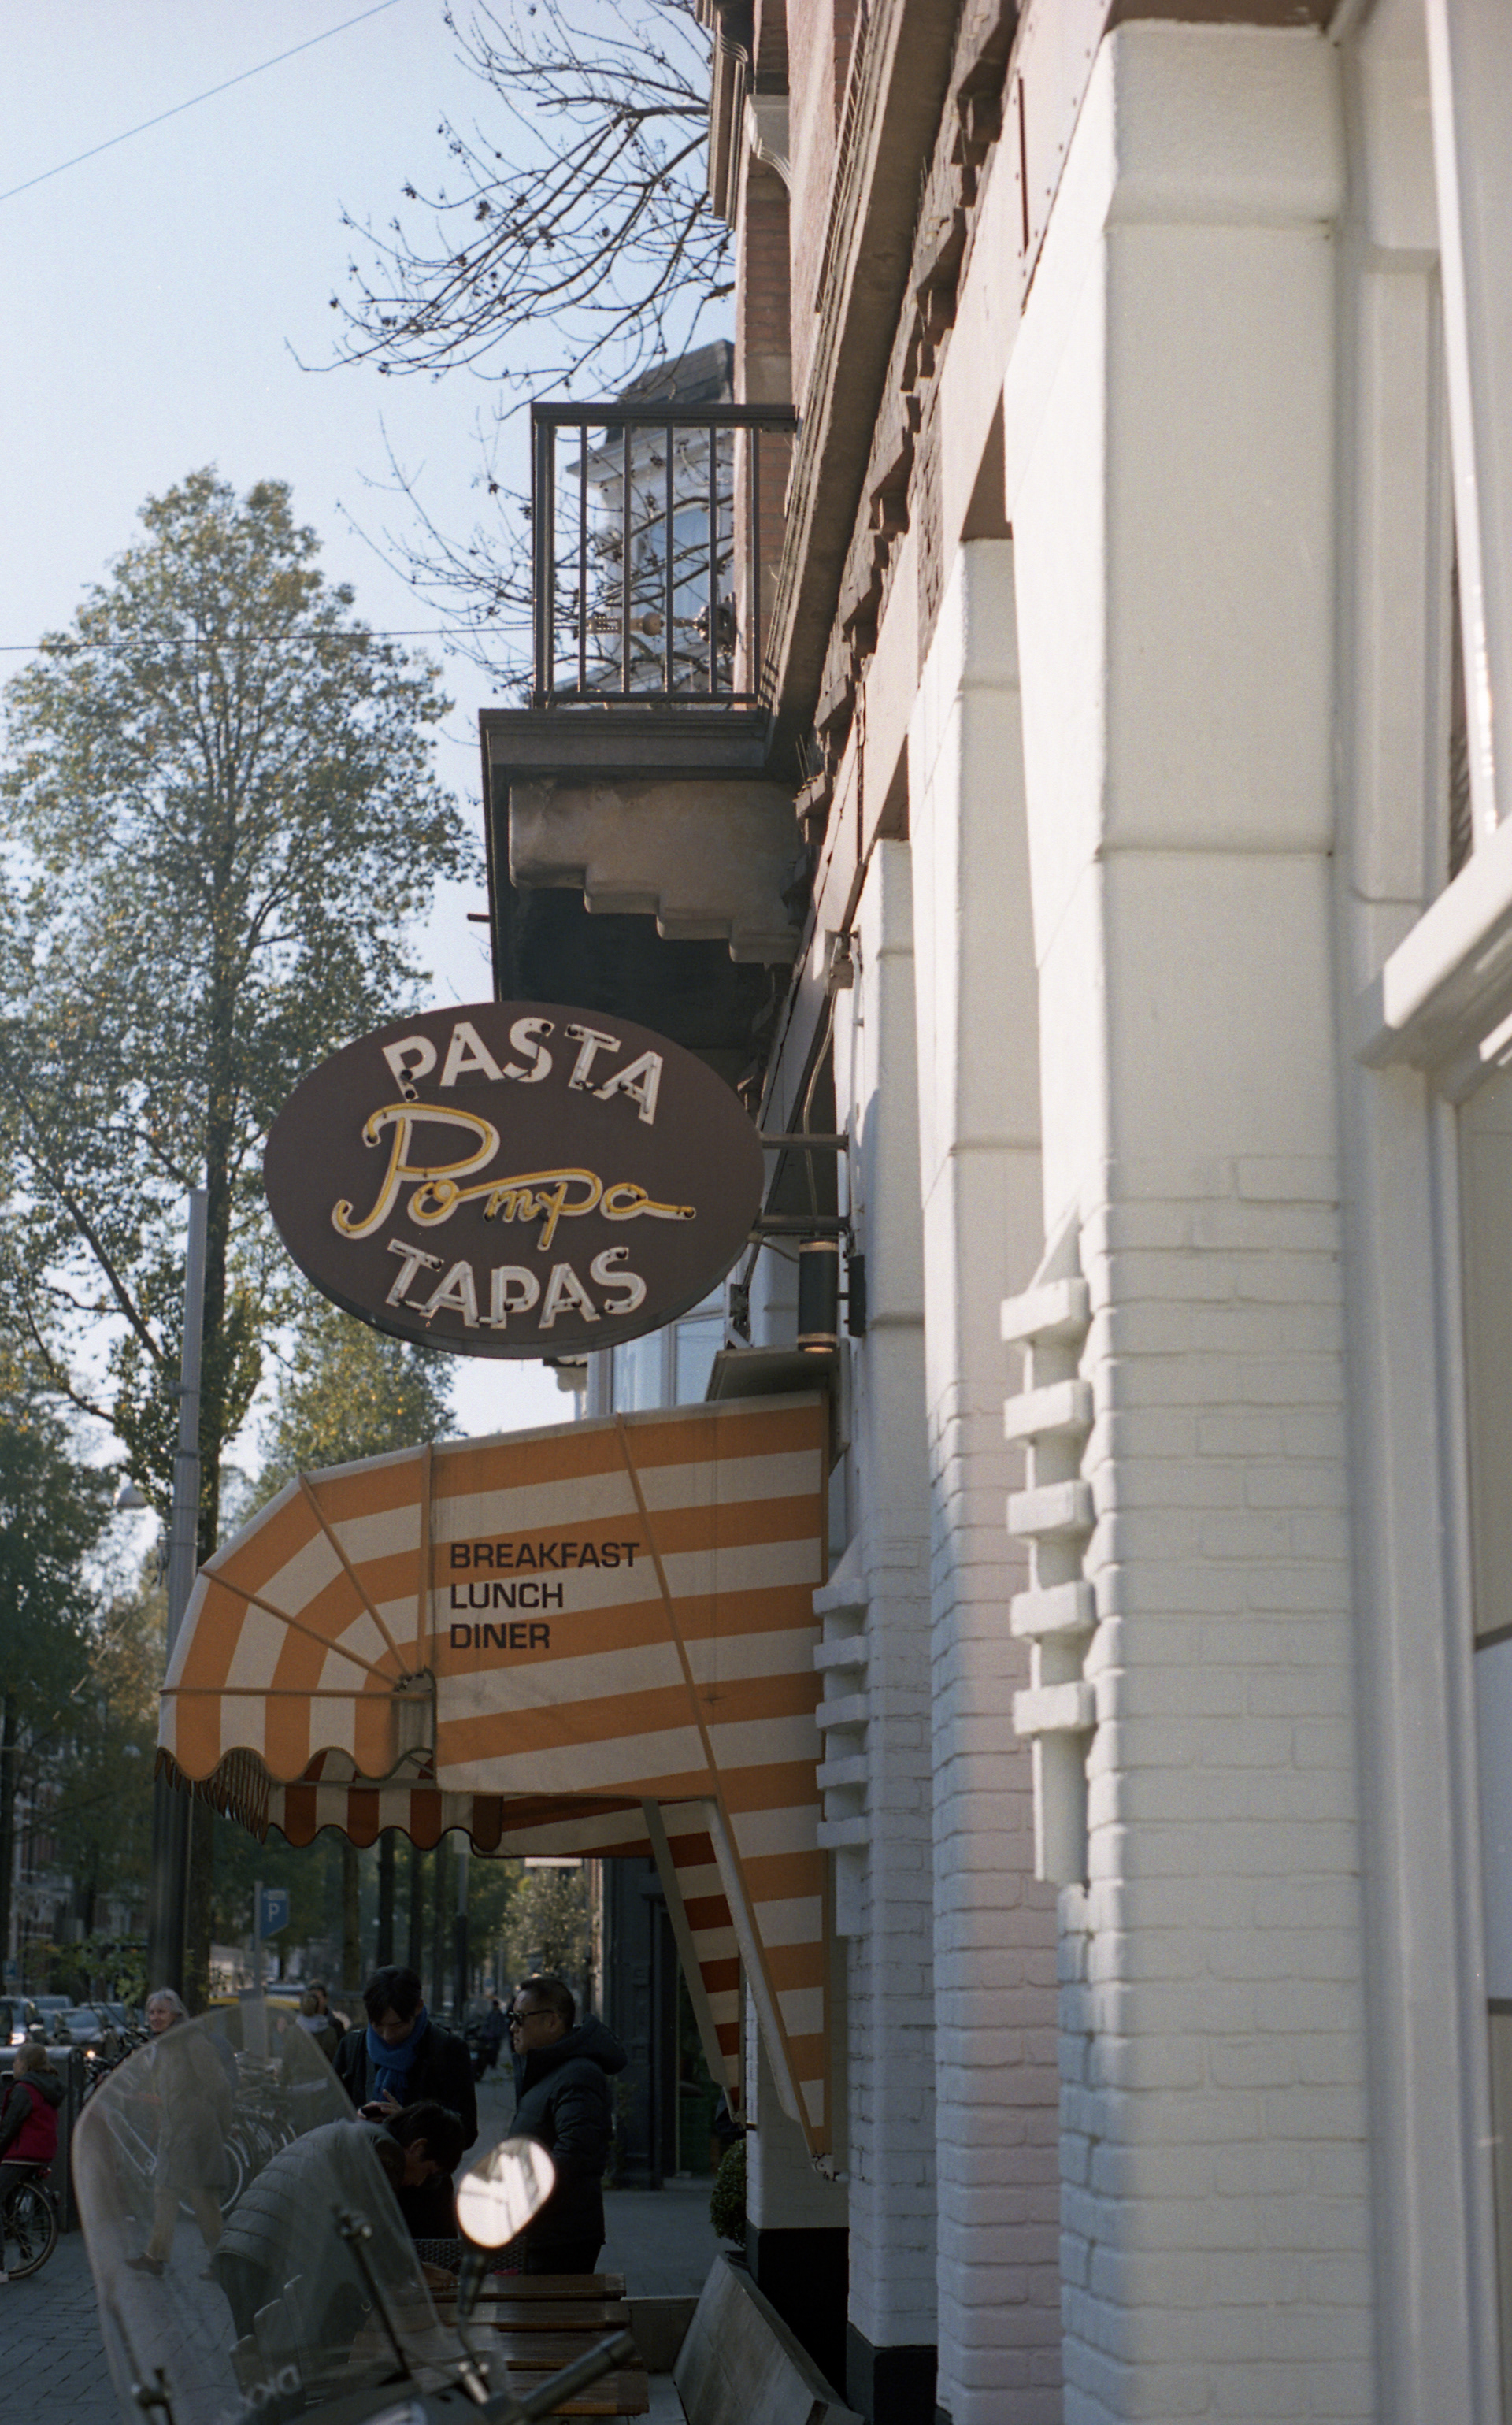 PASTA
Pompa
TAPAS
BREAKFAST
LUNCH
DINER
P